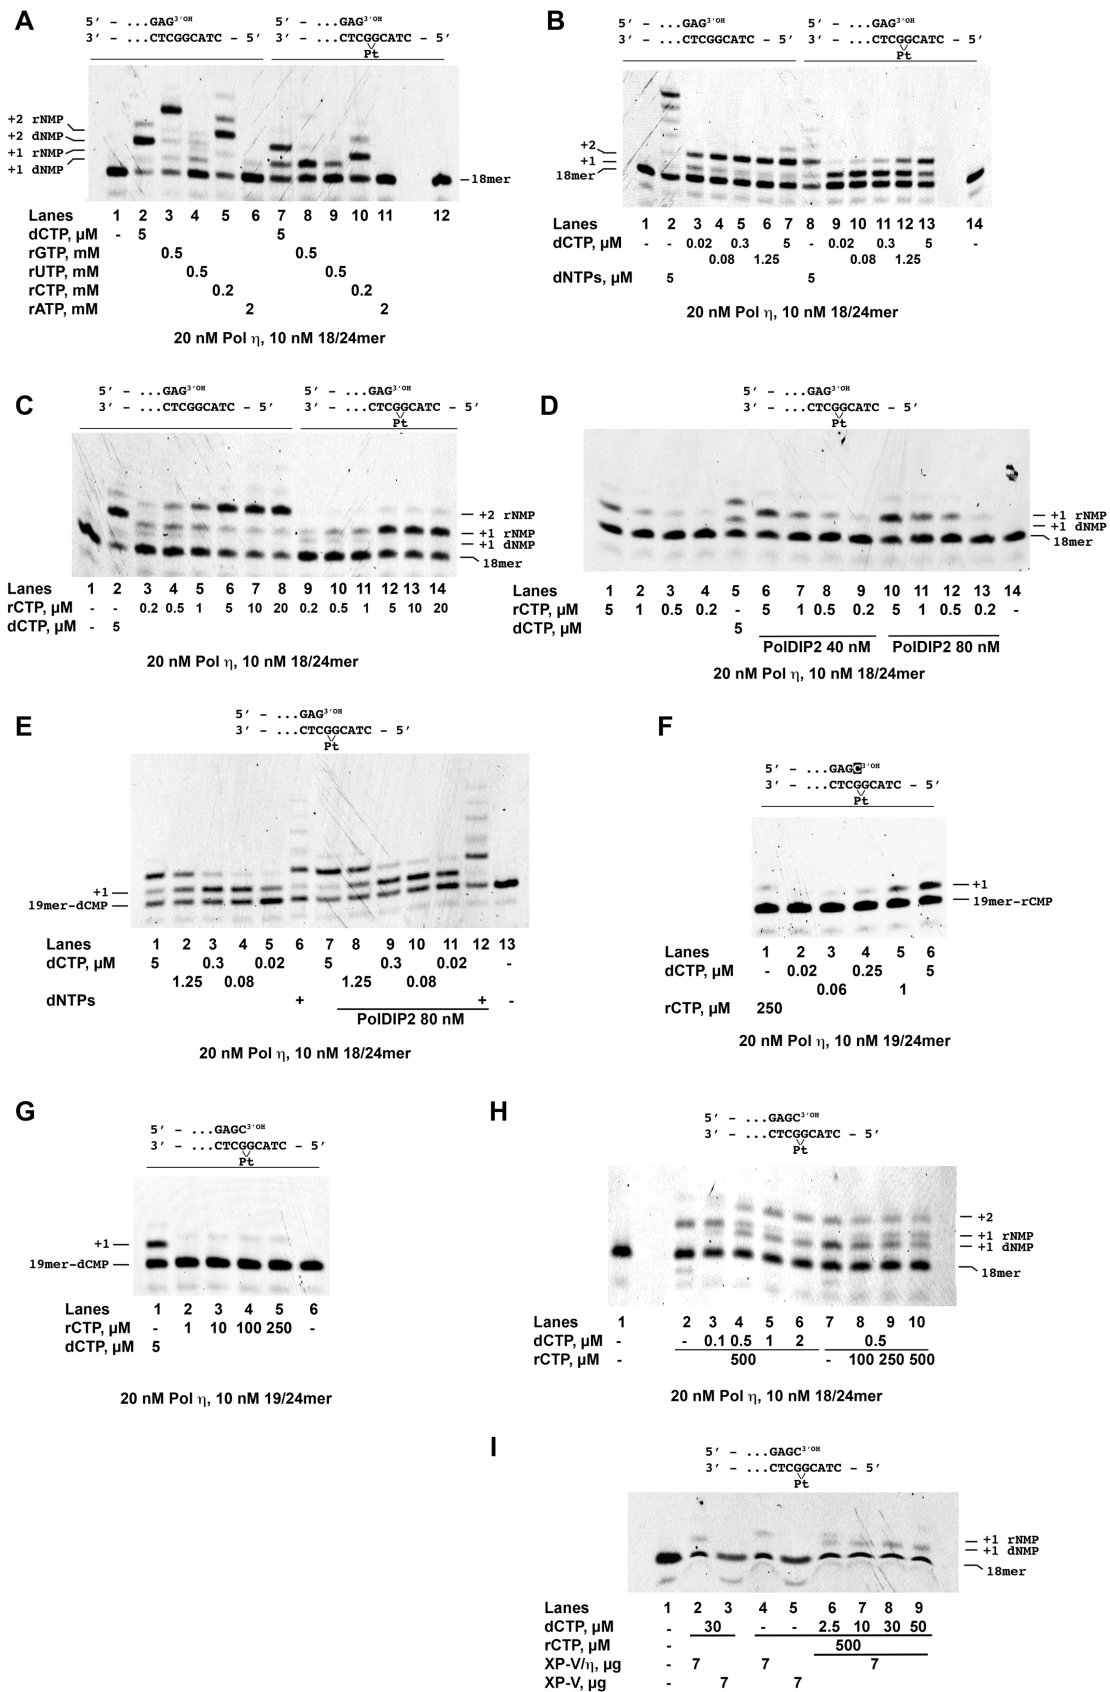 A
5′ – ...GAG3′OH
5′ – ...GAG3′OH
3′ – ...CTCGGCATC – 5′
3′ – ...CTCGGCATC – 5′
Pt
+2 rNMP
+2 dNMP
+1 rNMP
+1 dNMP
18mer
Lanes 1 2 3 4 5 6 7 8 9 10 11 12
dCTP, µM - 5 5
rGTP, mM 0.5 0.5
rUTP, mM 0.5 0.5
rCTP, mM 0.2 0.2
rATP, mM 2 2
20 nM Pol η, 10 nM 18/24mer
B
5′ – ...GAG3′OH
5′ – ...GAG3′OH
3′ – ...CTCGGCATC – 5′
3′ – ...CTCGGCATC – 5′
Pt
+2
+1
18mer
Lanes 1 2 3 4 5 6 7 8 9 10 11 12 13 14
dCTP, µM - - 0.02 0.3 5 - 0.02 0.3 5 -
0.08 1.25 0.08 1.25
dNTPs, µM 5 5
20 nM Pol η, 10 nM 18/24mer
C
5′ – ...GAG3′OH
5′ – ...GAG3′OH
3′ – ...CTCGGCATC – 5′
3′ – ...CTCGGCATC – 5′
Pt
+2 rNMP
+1 rNMP
+1 dNMP
18mer
Lanes 1 2 3 4 5 6 7 8 9 10 11 12 13 14
rCTP, µM - - 0.2 0.5 1 5 10 20 0.2 0.5 1 5 10 20
dCTP, µM - 5
20 nM Pol η, 10 nM 18/24mer
D
5′ – ...GAG3′OH
3′ – ...CTCGGCATC – 5′
Pt
+1 rNMP
+1 dNMP
18mer
Lanes 1 2 3 4 5 6 7 8 9 10 11 12 13 14
rCTP, µM 5 1 0.5 0.2 5 1 0.5 0.2 5 1 0.5 0.2 -
dCTP, µM 5
PolDIP2 40 nM PolDIP2 80 nM
20 nM Pol η, 10 nM 18/24mer
E
5′ – ...GAG3′OH
3′ – ...CTCGGCATC – 5′
Pt
+1
19mer-dCMP
Lanes 1 2 3 4 5 6 7 8 9 10 11 12 13
dCTP, µM 5 0.3 0.02 5 0.3 0.02 -
1.25 0.08 1.25 0.08
dNTPs + + -
PolDIP2 80 nM
20 nM Pol η, 10 nM 18/24mer
F
5′ – ...GAGC3′OH
3′ – ...CTCGGCATC – 5′
Pt
+1
19mer-rCMP
Lanes 1 2 3 4 5 6
dCTP, µM - 0.02 0.25 5
0.06 1
rCTP, µM 250
20 nM Pol η, 10 nM 19/24mer
G
5′ – ...GAGC3′OH
3′ – ...CTCGGCATC – 5′
Pt
+1
19mer-dCMP
Lanes 1 2 3 4 5 6
rCTP, µM - 1 10 100 250 -
dCTP, µM 5
20 nM Pol η, 10 nM 19/24mer
H
5′ – ...GAGC3′OH
3′ – ...CTCGGCATC – 5′
Pt
+2
+1 rNMP
+1 dNMP
18mer
Lanes 1 2 3 4 5 6 7 8 9 10
dCTP, µM - - 0.1 0.5 1 2 0.5
rCTP, µM - 500 - 100 250 500
20 nM Pol η, 10 nM 18/24mer
I
5′ – ...GAGC3′OH
3′ – ...CTCGGCATC – 5′
Pt
+1 rNMP
+1 dNMP
18mer
Lanes 1 2 3 4 5 6 7 8 9
dCTP, µM - 30 - - 2.5 10 30 50
rCTP, µM - 500
XP-V/η, µg - 7 7 7
XP-V, µg - 7 7